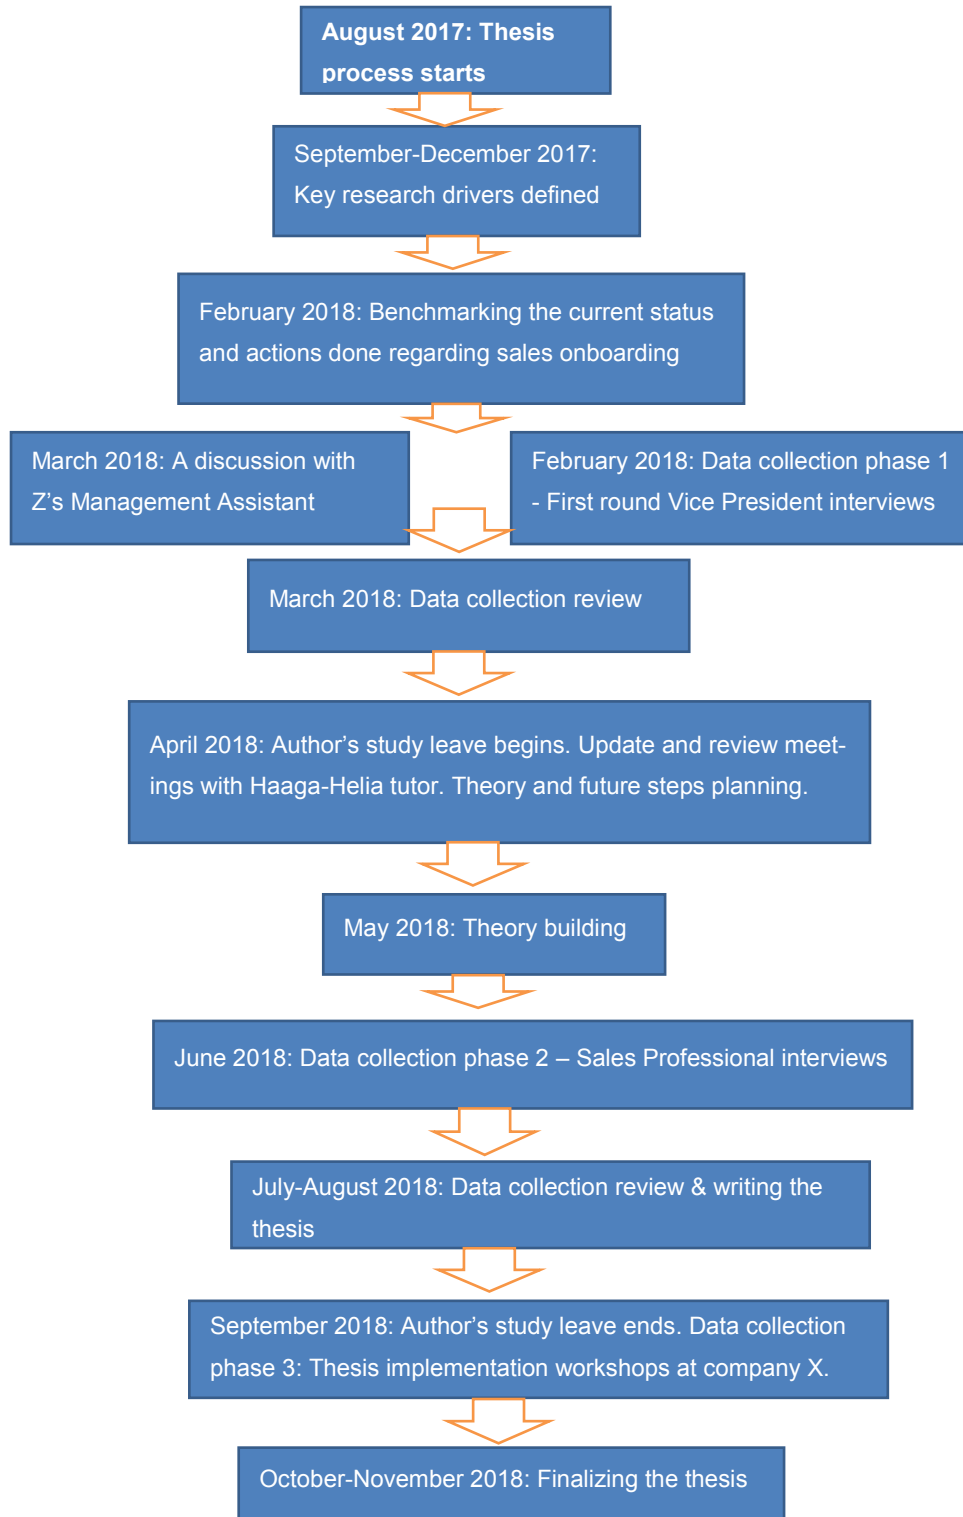 August 2017: Thesis
process starts
September-December 2017:
Key research drivers defined
February 2018: Benchmarking the current status
and actions done regarding sales onboarding
March 2018: A discussion with
Z’s Management Assistant
February 2018: Data collection phase 1
- First round Vice President interviews
March 2018: Data collection review
April 2018: Author’s study leave begins. Update and review meet-
ings with Haaga-Helia tutor. Theory and future steps planning.
May 2018: Theory building
June 2018: Data collection phase 2 – Sales Professional interviews
July-August 2018: Data collection review & writing the
thesis
September 2018: Author’s study leave ends. Data collection
phase 3: Thesis implementation workshops at company X.
October-November 2018: Finalizing the thesis